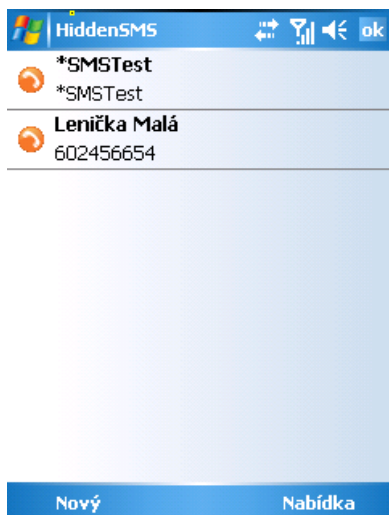 HiddenSMS ok
*SMSTest
*SMSTest
Lenička Malá
602456654
Nový Nabídka